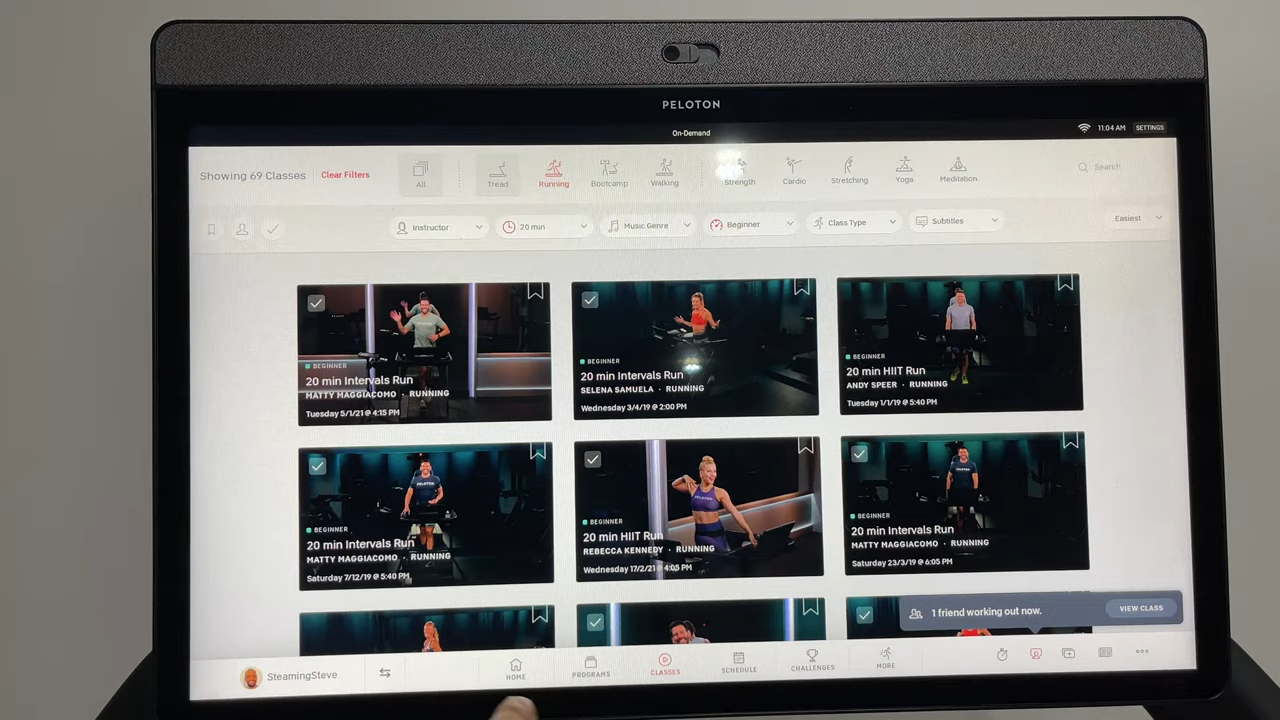 PELOTON
On-Demand
11:04 AM SETTINGS
Showing 69 Classes Clear Filters
All Tread Running Bootcamp Walking Strength Cardio Stretching Yoga Meditation Search
Instructor 20 min Music Genre Beginner Class Type Subtitles Easiest
BEGINNER
20 min Intervals Run
MATTY MAGGIACOMO · RUNNING
Tuesday 5/1/21 @ 4:15 PM
BEGINNER
20 min Intervals Run
SELENA SAMUELA · RUNNING
Wednesday 3/4/19 @ 2:00 PM
BEGINNER
20 min HIIT Run
ANDY SPEER · RUNNING
Tuesday 1/1/19 @ 5:40 PM
PELOTON
BEGINNER
20 min Intervals Run
MATTY MAGGIACOMO · RUNNING
Saturday 7/12/19 @ 5:40 PM
PELOTON
BEGINNER
20 min HIIT Run
REBECCA KENNEDY · RUNNING
Wednesday 17/2/21 @ 4:05 PM
PELOTON
BEGINNER
20 min Intervals Run
MATTY MAGGIACOMO · RUNNING
Saturday 23/3/19 @ 6:05 PM
1 friend working out now. VIEW CLASS
SteamingSteve HOME PROGRAMS CLASSES SCHEDULE CHALLENGES MORE